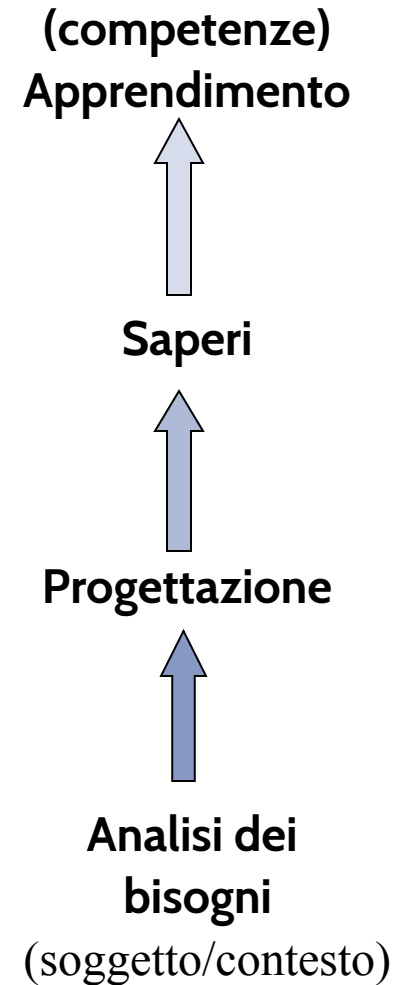 (competenze)
Apprendimento
Saperi
Progettazione
Analisi dei
bisogni
(soggetto/contesto)